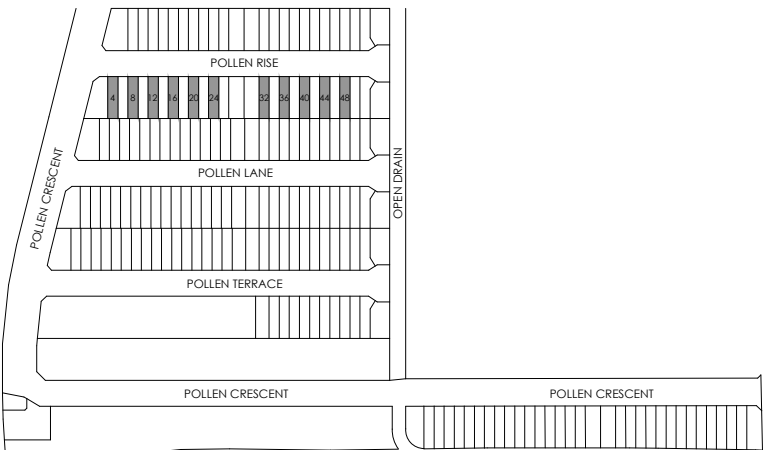 POLLEN RISE
4 8 12 16 20 24 32 36 40 44 48
POLLEN LANE
POLLEN CRESCENT
OPEN DRAIN
POLLEN TERRACE
POLLEN CRESCENT
POLLEN CRESCENT